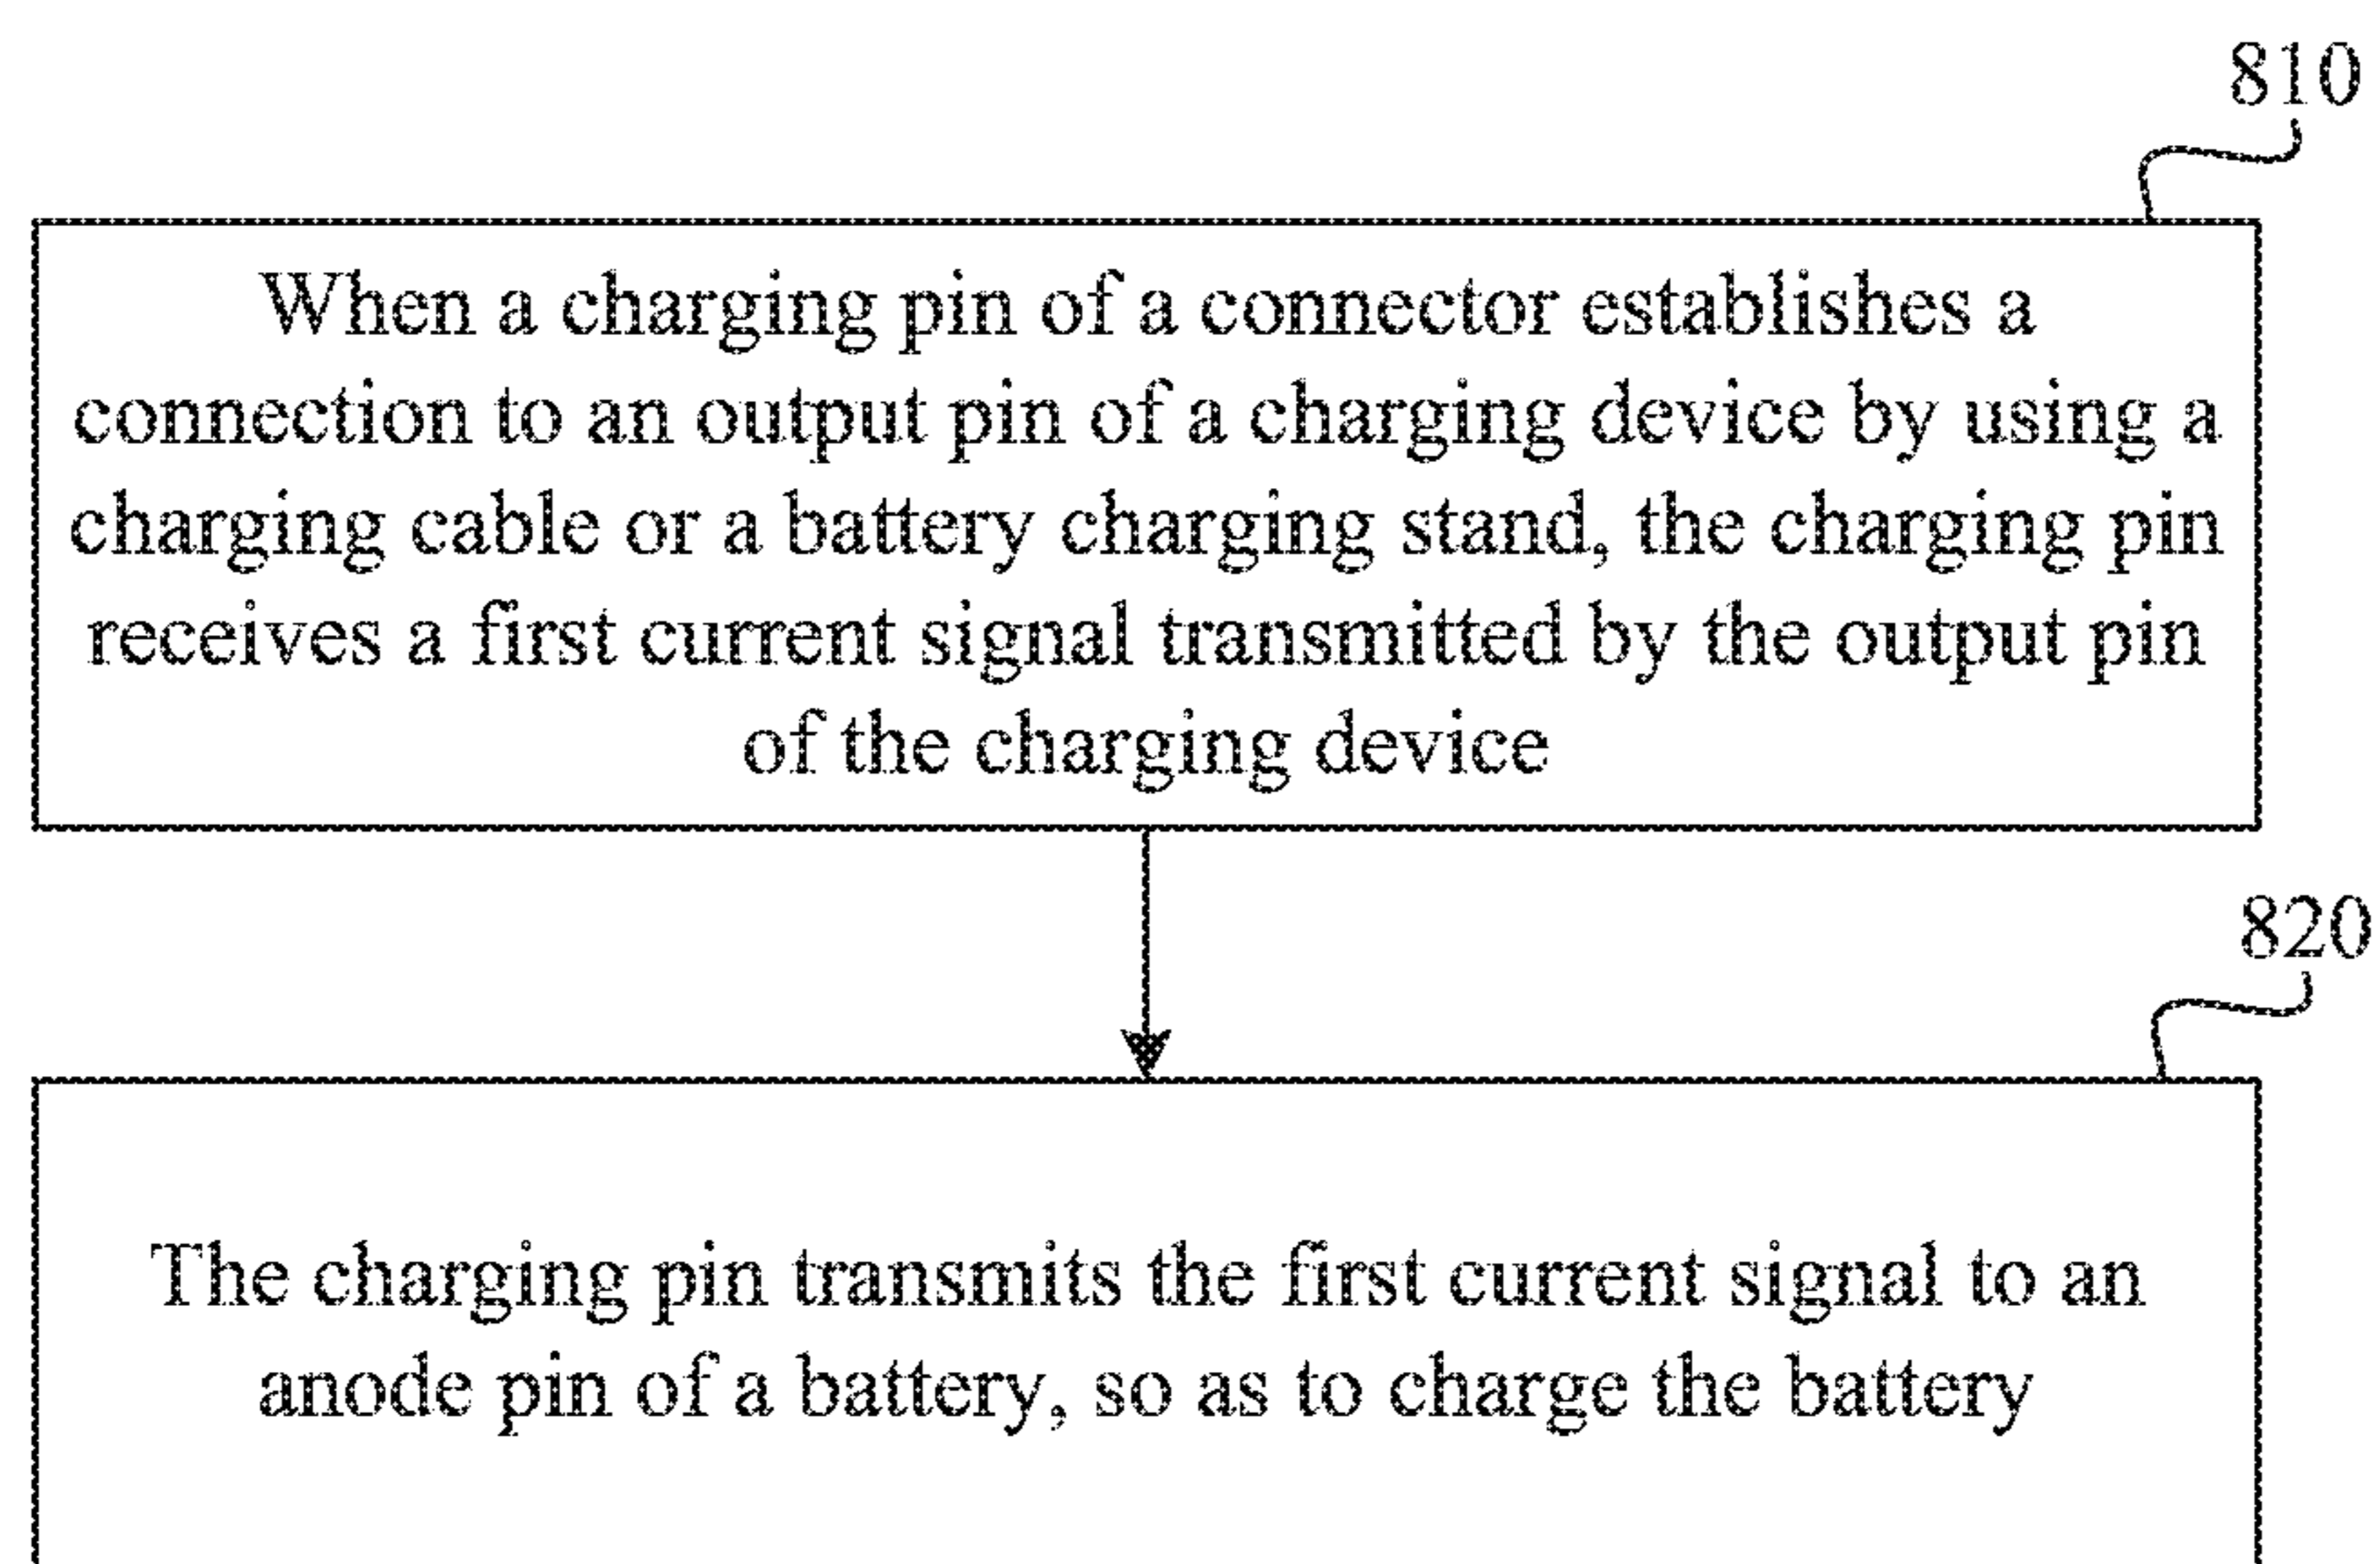 810
When a charging pin of a connector establishes a
connection to an output pin of a charging device by using a
charging cable or a battery charging stand, the charging pin
receives a first current signal transmitted by the output pin
of the charging device
820
The charging pin transmits the first current signal to an
anode pin of a battery, so as to charge the battery